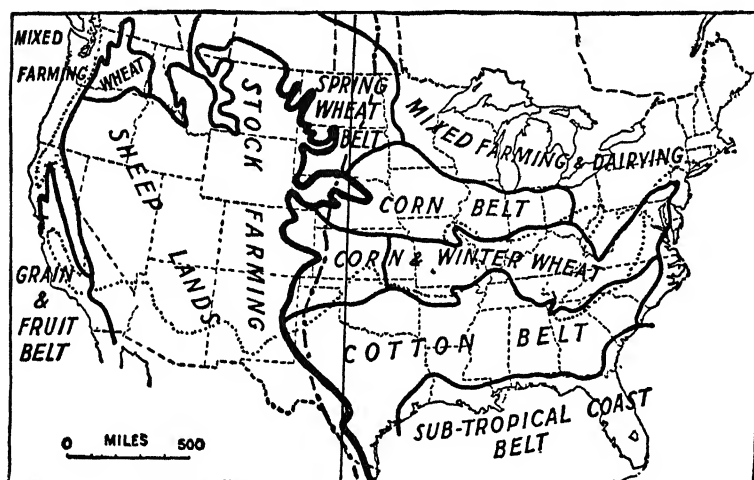 MIXED
FARMING
WHEAT
STOCK
FARMING
SPRING
WHEAT
BELT
MIXED FARMING & DAIRYING
SHEEP
LANDS
CORN BELT
CORN & WINTER WHEAT
GRAIN
&
FRUIT
BELT
COTTON BELT
SUB-TROPICAL COAST
BELT
0 MILES 500